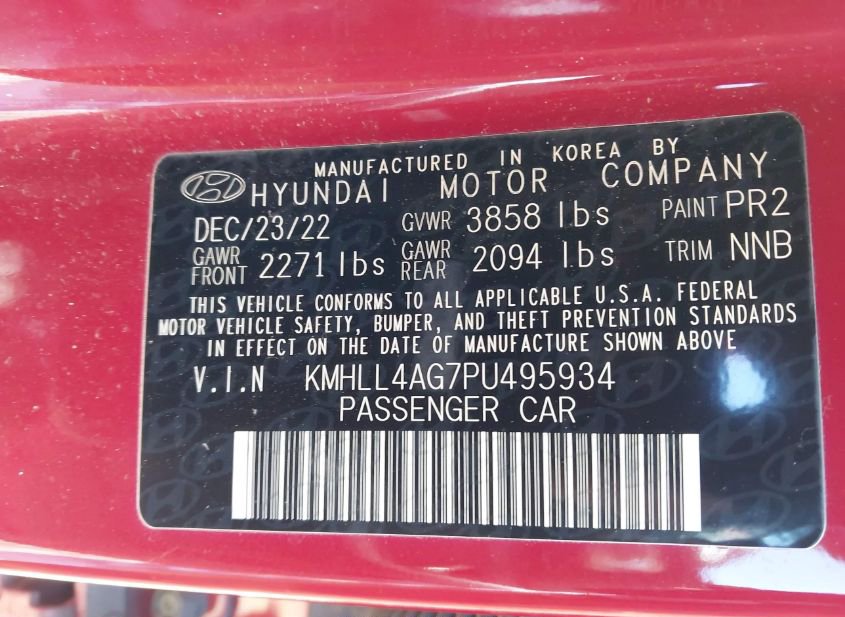 MANUFACTURED IN KOREA BY
HYUNDAI MOTOR COMPANY
DEC/23/22 GVWR 3858 lbs PAINT PR2
GAWR FRONT 2271 lbs GAWR REAR 2094 lbs TRIM NNB
THIS VEHICLE CONFORMS TO ALL APPLICABLE U.S.A. FEDERAL
MOTOR VEHICLE SAFETY, BUMPER, AND THEFT PREVENTION STANDARDS
IN EFFECT ON THE DATE OF MANUFACTURE SHOWN ABOVE
V.I.N KMHLL4AG7PU495934
PASSENGER CAR